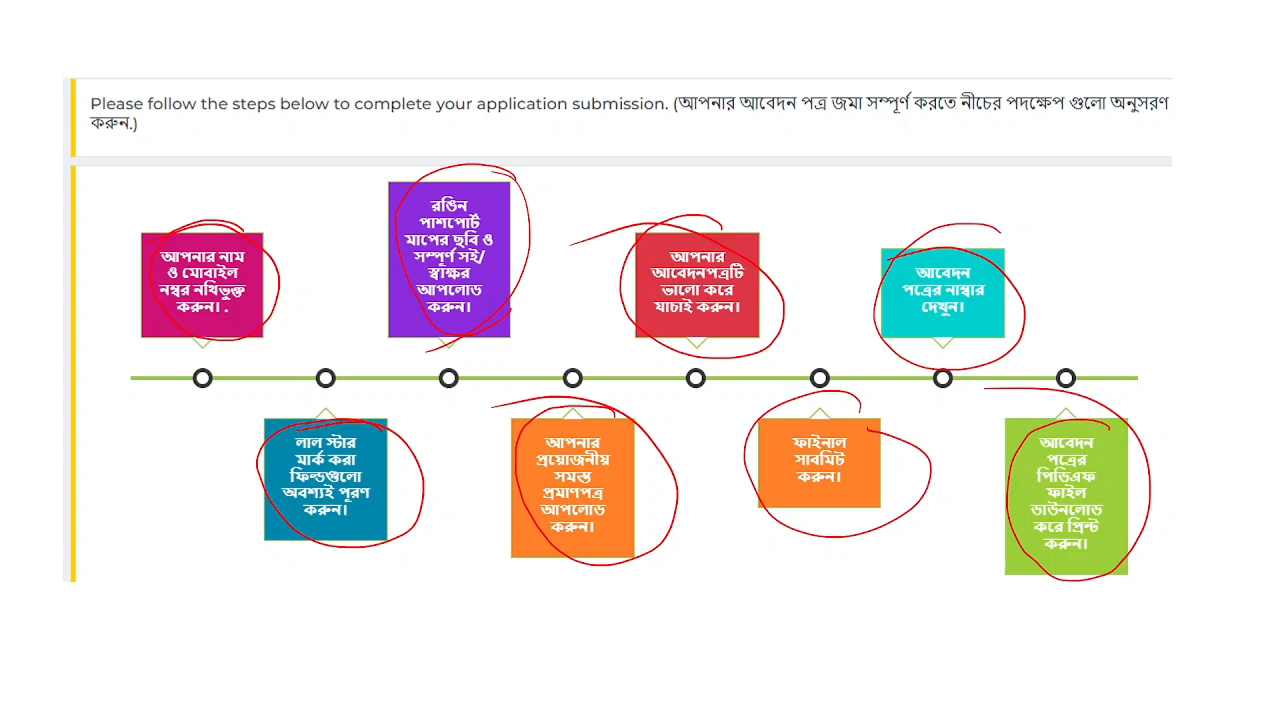 Please follow the steps below to complete your application submission. (আপনার আবেদন পত্র জমা সম্পূর্ণ করতে নীচের পদক্ষেপ গুলো অনুসরণ
করুন.)
আপনার নাম
ও মোবাইল
নম্বর নথিভুক্ত
করুন। .
লাল স্টার
মার্ক করা
ফিল্ডগুলো
অবশ্যই পূরণ
করুন।
রঙিন
পাশপোর্ট
মাপের ছবি ও
সম্পূর্ণ সই/
স্বাক্ষর
আপলোড
করুন।
আপনার
প্রয়োজনীয়
সমস্ত
প্রমাণপত্র
আপলোড
করুন।
আপনার
আবেদনপত্রটি
ভালো করে
যাচাই করুন।
ফাইনাল
সাবমিট
করুন।
আবেদন
পত্রের নাম্বার
দেখুন।
আবেদন
পত্রের
পিডিএফ
ফাইল
ডাউনলোড
করে প্রিন্ট
করুন।